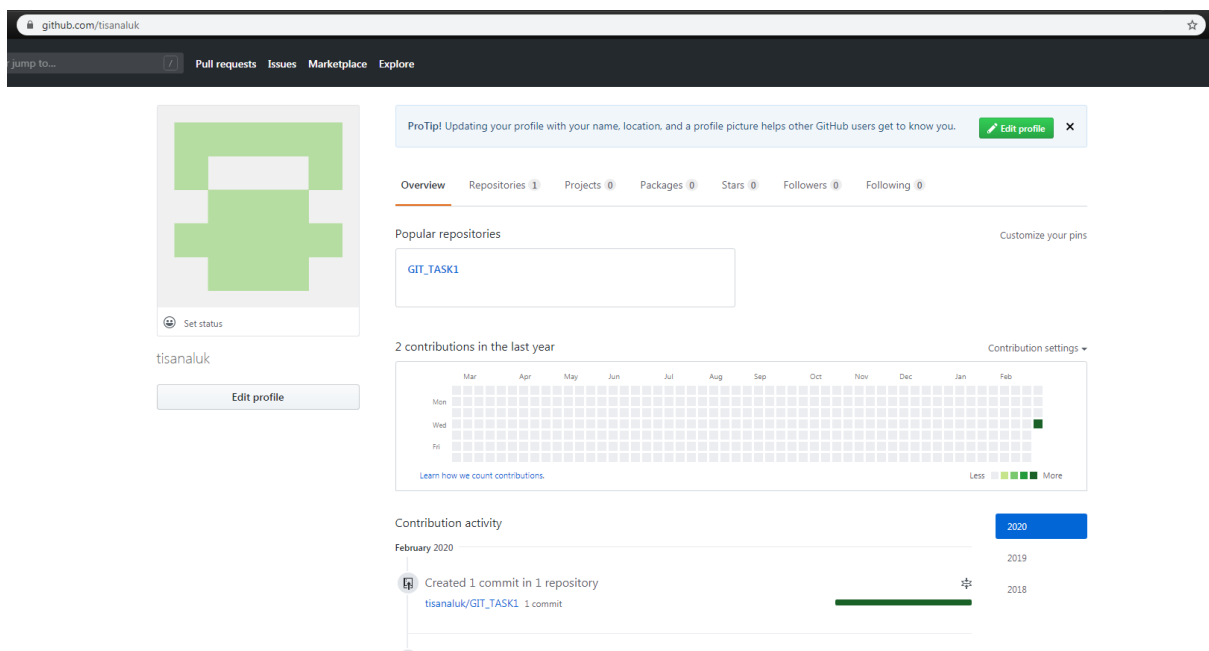 github.com/tisanaluk
jump to... /
Pull requests Issues Marketplace Explore
ProTip! Updating your profile with your name, location, and a profile picture helps other GitHub users get to know you.
Edit profile
Overview Repositories 1 Projects 0 Packages 0 Stars 0 Followers 0 Following 0
Popular repositories
Customize your pins
GIT_TASK1
Set status
tisanaluk
Edit profile
2 contributions in the last year
Contribution settings
Mar Apr May Jun Jul Aug Sep Oct Nov Dec Jan Feb
Mon
Wed
Fri
Learn how we count contributions.
Less More
Contribution activity
2020
2019
2018
February 2020
Created 1 commit in 1 repository
tisanaluk/GIT_TASK1 1 commit